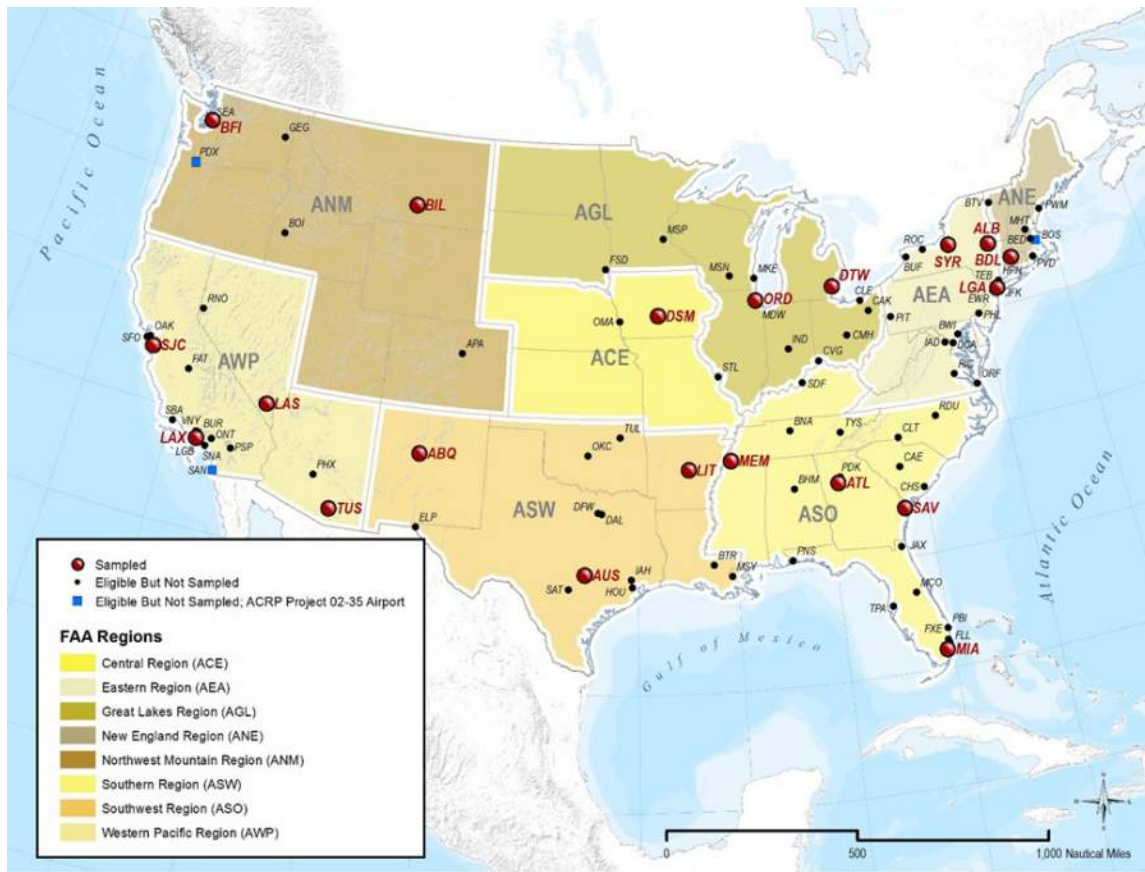 Pacific Ocean
SEA
BFI
GEG
PDX
ANM
BIL
BOI
APA
AGL
MSP
FSD
MSN
MKE
DTW
ORD
MDW
CLE
CAK
IND
CMH
CVG
STL
SDF
OMA
DSM
ACE
ANE
BTV
PWM
MHT
ALB
BED
BOS
ROC
SYR
BDL
PVD
BUF
TEB
HPN
LGA
JFK
EWR
AEA
PIT
PHL
BWI
IAD
DCA
RIC
ORF
RNO
OAK
SFO
SJC
AWP
FAT
LAS
SBA
VNY
BUR
LAX
ONT
LGB
SNA
PSP
SAN
PHX
TUS
ABQ
TUL
OKC
LIT
ASW
DFW
DAL
ELP
AUS
SAT
IAH
HOU
BTR
MSY
BNA
TYS
RDU
CLT
MEM
CAE
PDK
BHM
ATL
CHS
ASO
SAV
PNS
JAX
MCO
TPA
PBI
FXE
FLL
MIA
Atlantic Ocean
Gulf of Mexico
Sampled
Eligible But Not Sampled
Eligible But Not Sampled; ACRP Project 02-35 Airport
FAA Regions
Central Region (ACE)
Eastern Region (AEA)
Great Lakes Region (AGL)
New England Region (ANE)
Northwest Mountain Region (ANM)
Southern Region (ASW)
Southwest Region (ASO)
Western Pacific Region (AWP)
0 500 1,000 Nautical Miles